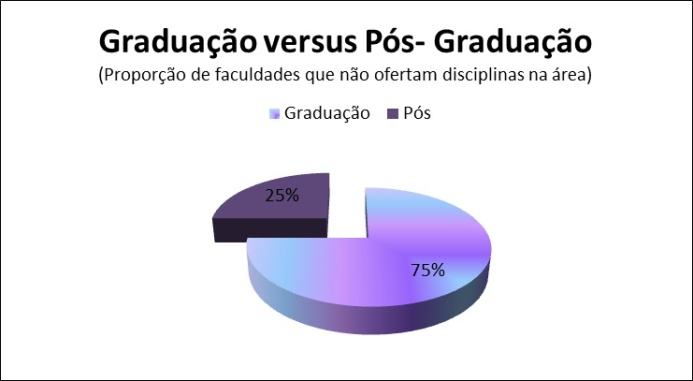 Graduação versus Pós- Graduação
(Proporção de faculdades que não ofertam disciplinas na área)
Graduação Pós
25%
75%